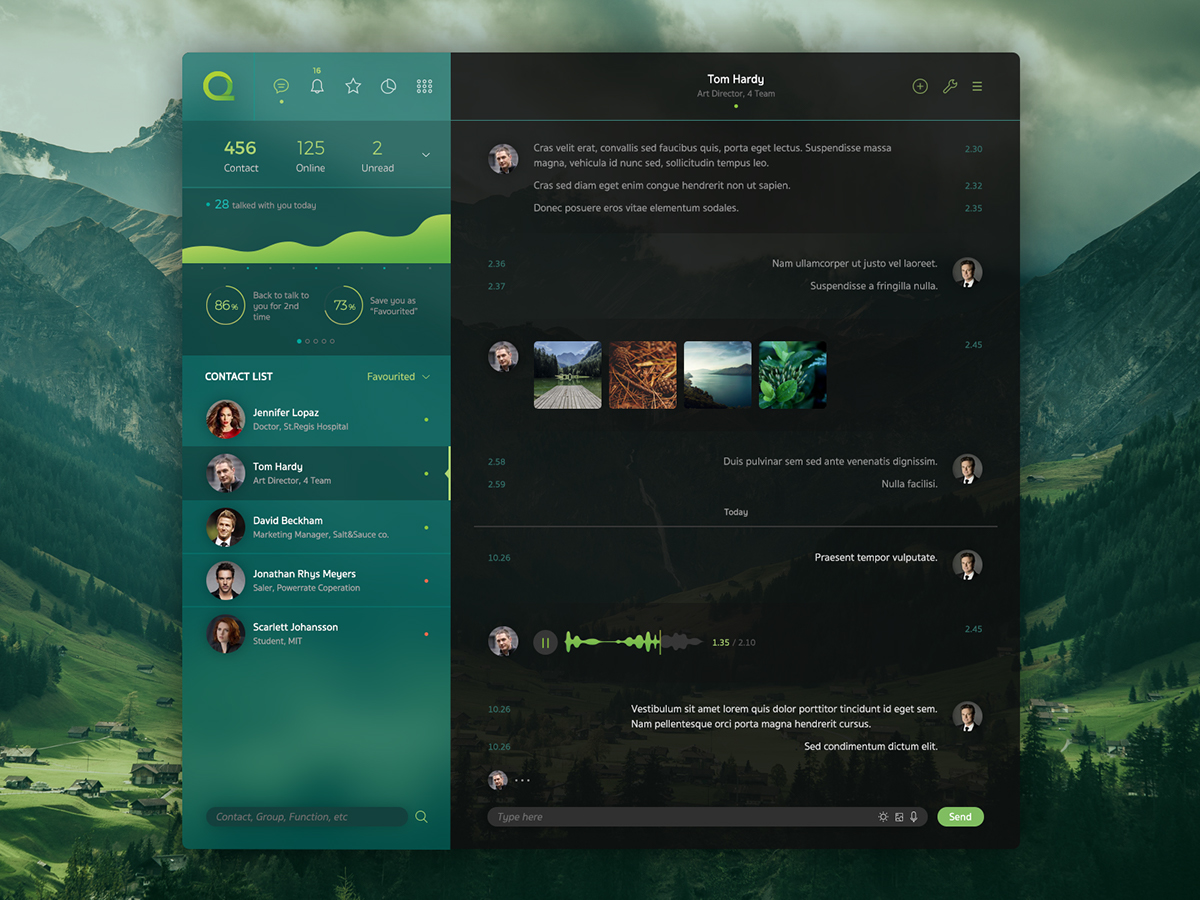 16
456
Contact
125
Online
2
Unread
28 talked with you today
86%
Back to talk to
you for 2nd
time
73%
Save you as
"Favourited"
CONTACT LIST
Favourited
Jennifer Lopaz
Doctor, St.Regis Hospital
Tom Hardy
Art Director, 4 Team
David Beckham
Marketing Manager, Salt&Sauce co.
Jonathan Rhys Meyers
Saler, Powerrate Coperation
Scarlett Johansson
Student, MIT
Contact, Group, Function, etc
Tom Hardy
Art Director, 4 Team
Cras velit erat, convallis sed faucibus quis, porta eget lectus. Suspendisse massa
magna, vehicula id nunc sed, sollicitudin tempus leo.
2.30
Cras sed diam eget enim congue hendrerit non ut sapien.
2.32
Donec posuere eros vitae elementum sodales.
2.35
2.36
Nam ullamcorper ut justo vel laoreet.
2.37
Suspendisse a fringilla nulla.
2.45
2.58
Duis pulvinar sem sed ante venenatis dignissim.
2.59
Nulla facilisi.
Today
10.26
Praesent tempor vulputate.
2.45
1.35 / 2.10
10.26
Vestibulum sit amet lorem quis dolor porttitor tincidunt id eget sem.
Nam pellentesque orci porta magna hendrerit cursus.
10.26
Sed condimentum dictum elit.
Type here
Send